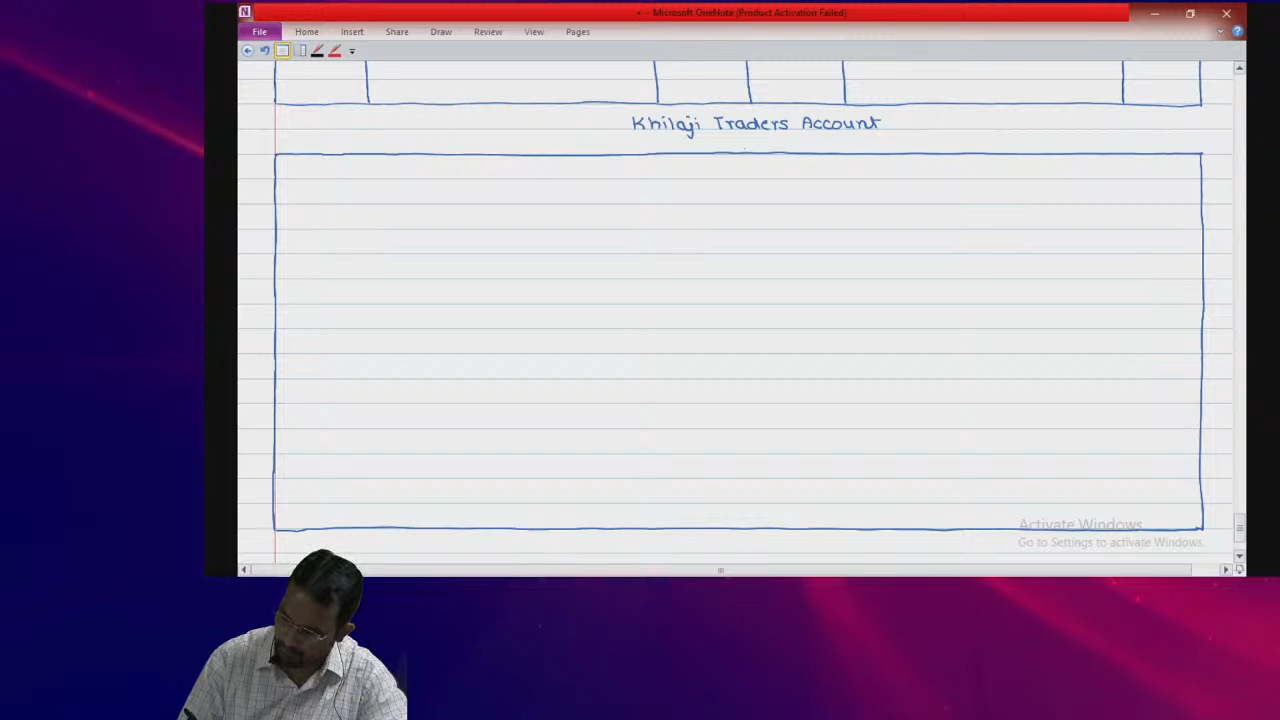 - Microsoft OneNote (Product Activation Failed)
File Home Insert Share Draw Review View Pages
Khilaji Traders Account
Activate Windows
Go to Settings to activate Windows.